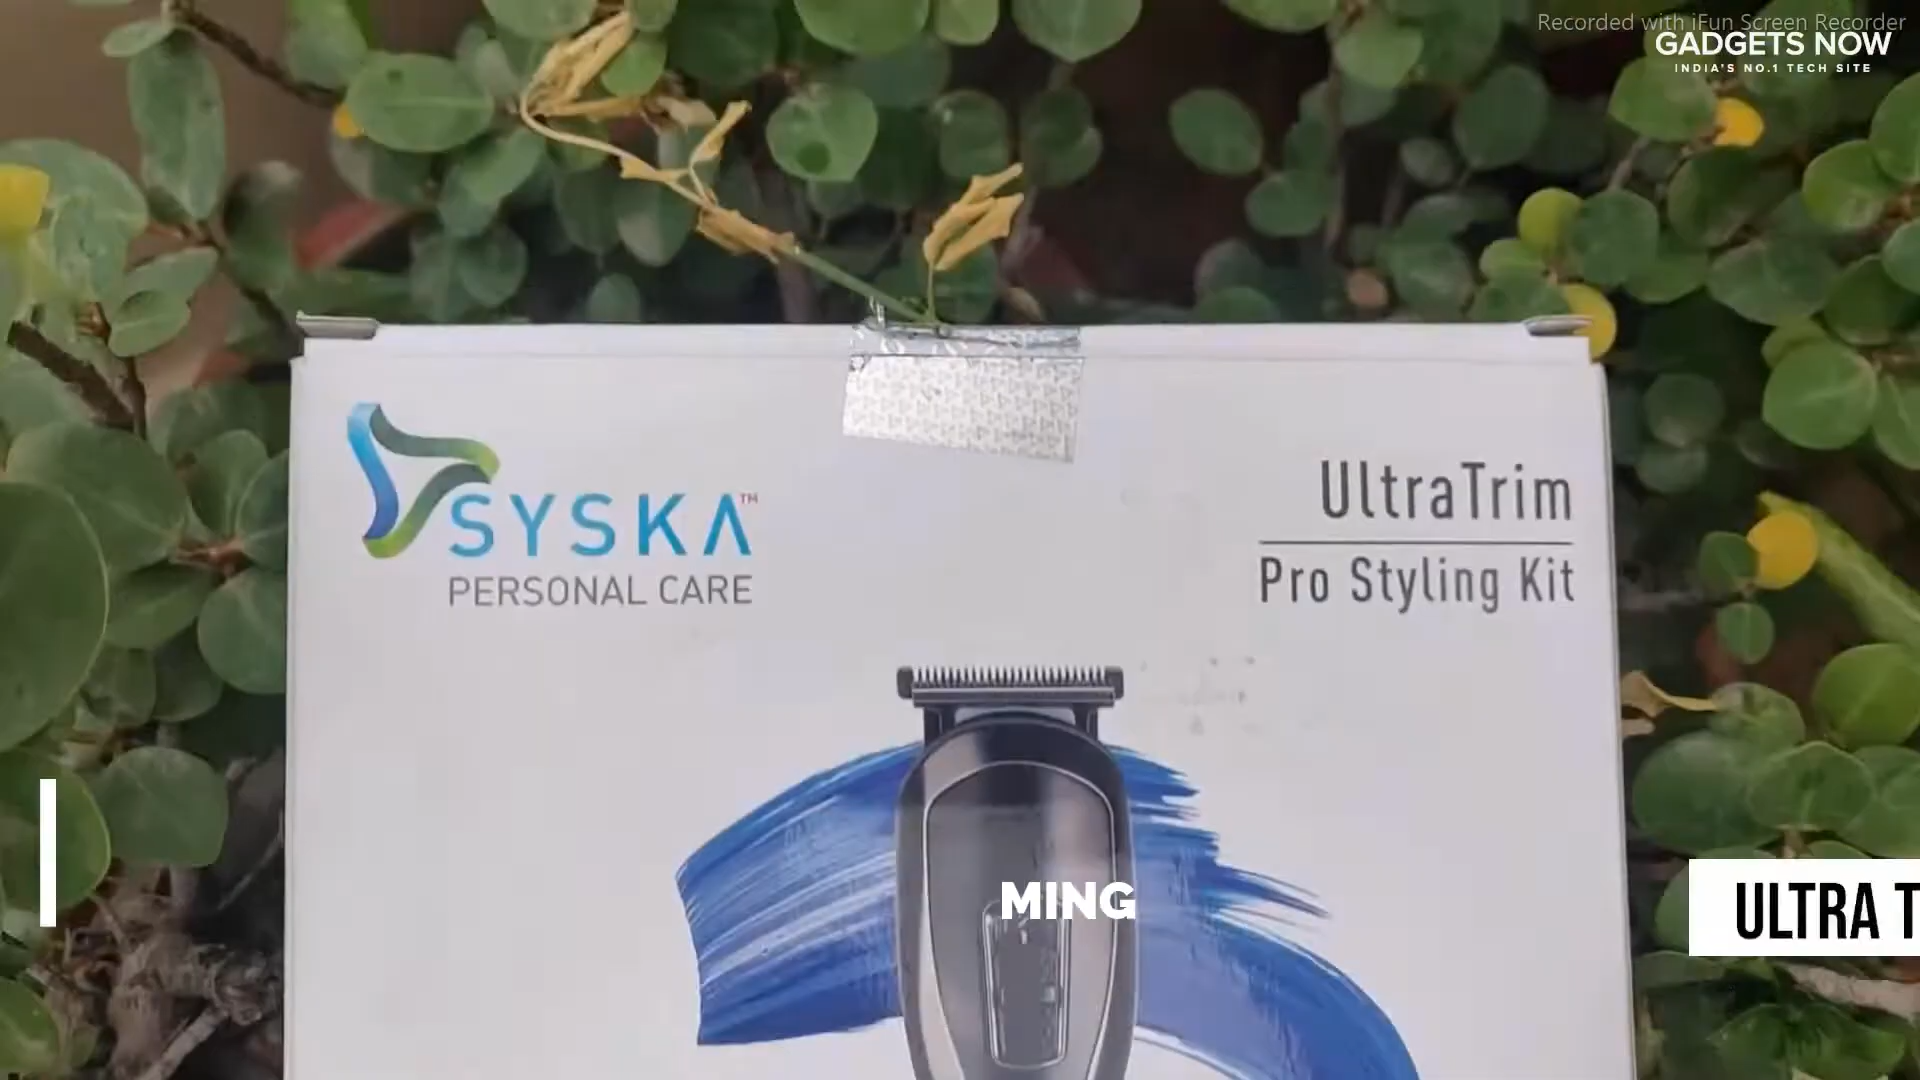 Recorded with iFun Screen Recorder
GADGETS NOW
INDIA'S NO.1 TECH SITE
SYSKA™
PERSONAL CARE
UltraTrim
Pro Styling Kit
MING
ULTRA T